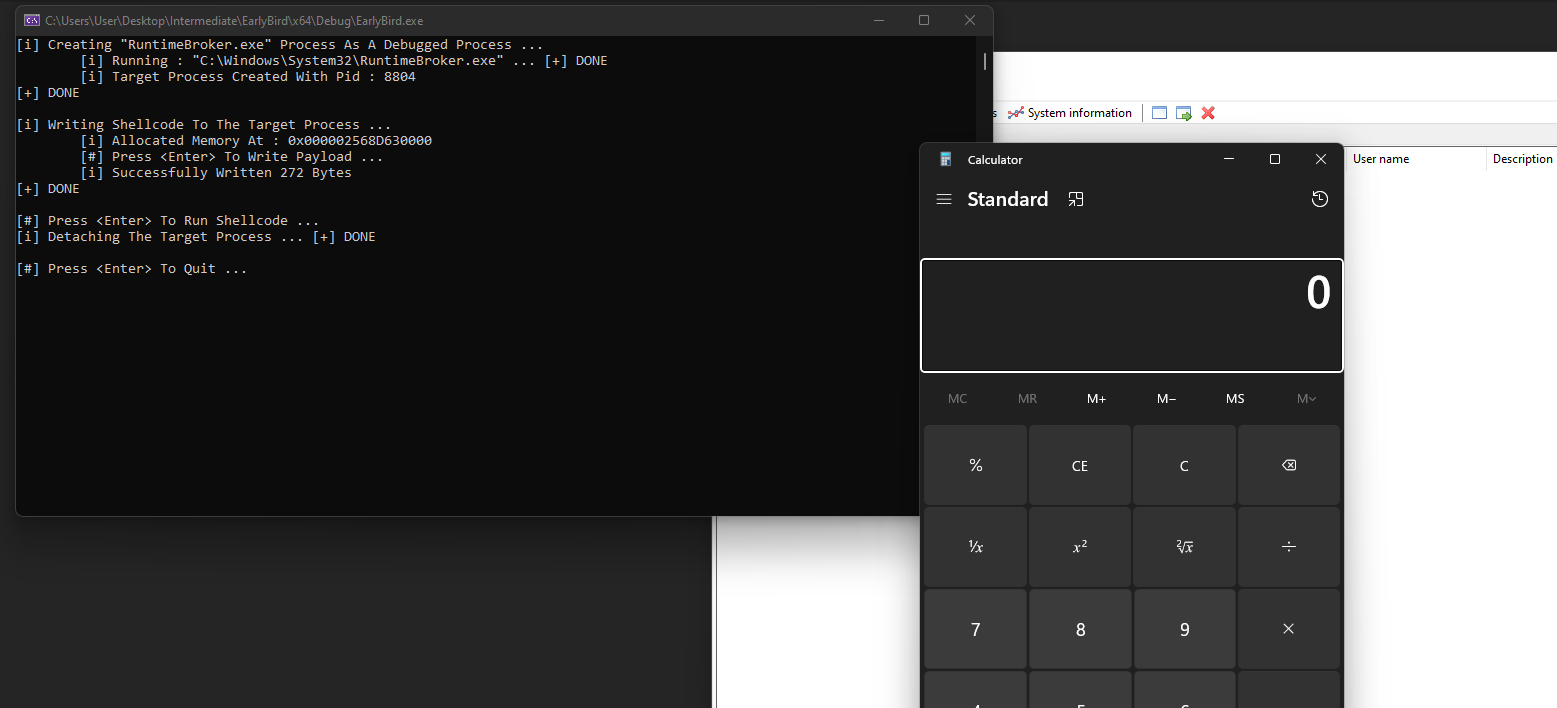 C:\Users\User\Desktop\Intermediate\EarlyBird\x64\Debug\EarlyBird.exe
[i] Creating "RuntimeBroker.exe" Process As A Debugged Process ...
[i] Running : "C:\Windows\System32\RuntimeBroker.exe" ... [+] DONE
[i] Target Process Created With Pid : 8804
[+] DONE
[i] Writing Shellcode To The Target Process ...
[i] Allocated Memory At : 0x000002568D630000
[#] Press <Enter> To Write Payload ...
[i] Successfully Written 272 Bytes
[+] DONE
[#] Press <Enter> To Run Shellcode ...
[i] Detaching The Target Process ... [+] DONE
[#] Press <Enter> To Quit ...
System information
User name Description
Calculator
Standard
0
MC MR M+ M− MS M
% CE C
¹⁄x x² ²√x ÷
7 8 9 ×